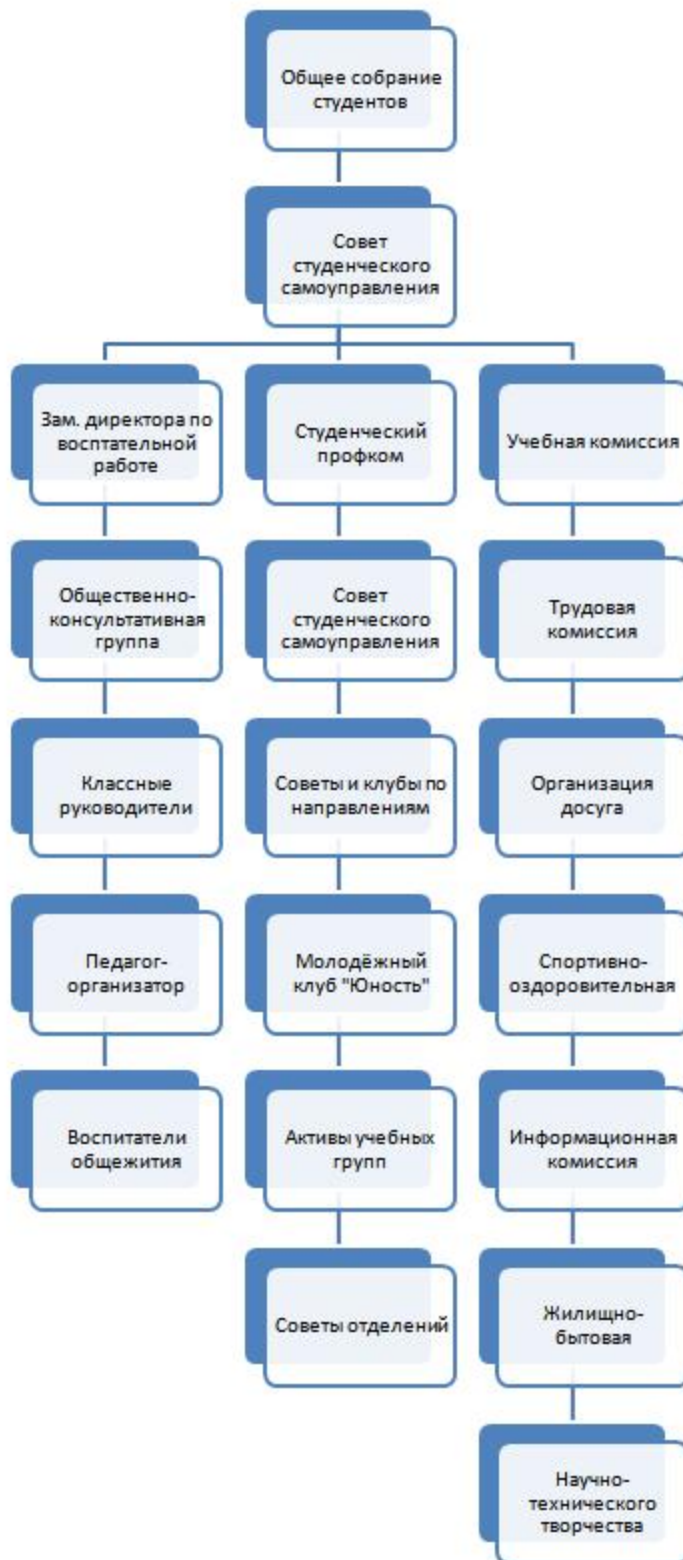 Общее собрание
студентов
Совет
студенческого
самоуправления
Зам. директора по
восптательной
работе
Студенческий
профком
Учебная комиссия
Общественно-
консультативная
группа
Совет
студенческого
самоуправления
Трудовая
комиссия
Классные
руководители
Советы и клубы по
направлениям
Организация
досуга
Педагог-
организатор
Молодёжный
клуб "Юность"
Спортивно-
оздоровительная
Воспитатели
общежития
Активы учебных
групп
Информационная
комиссия
Советы отделений
Жилищно-
бытовая
Научно-
технического
творчества